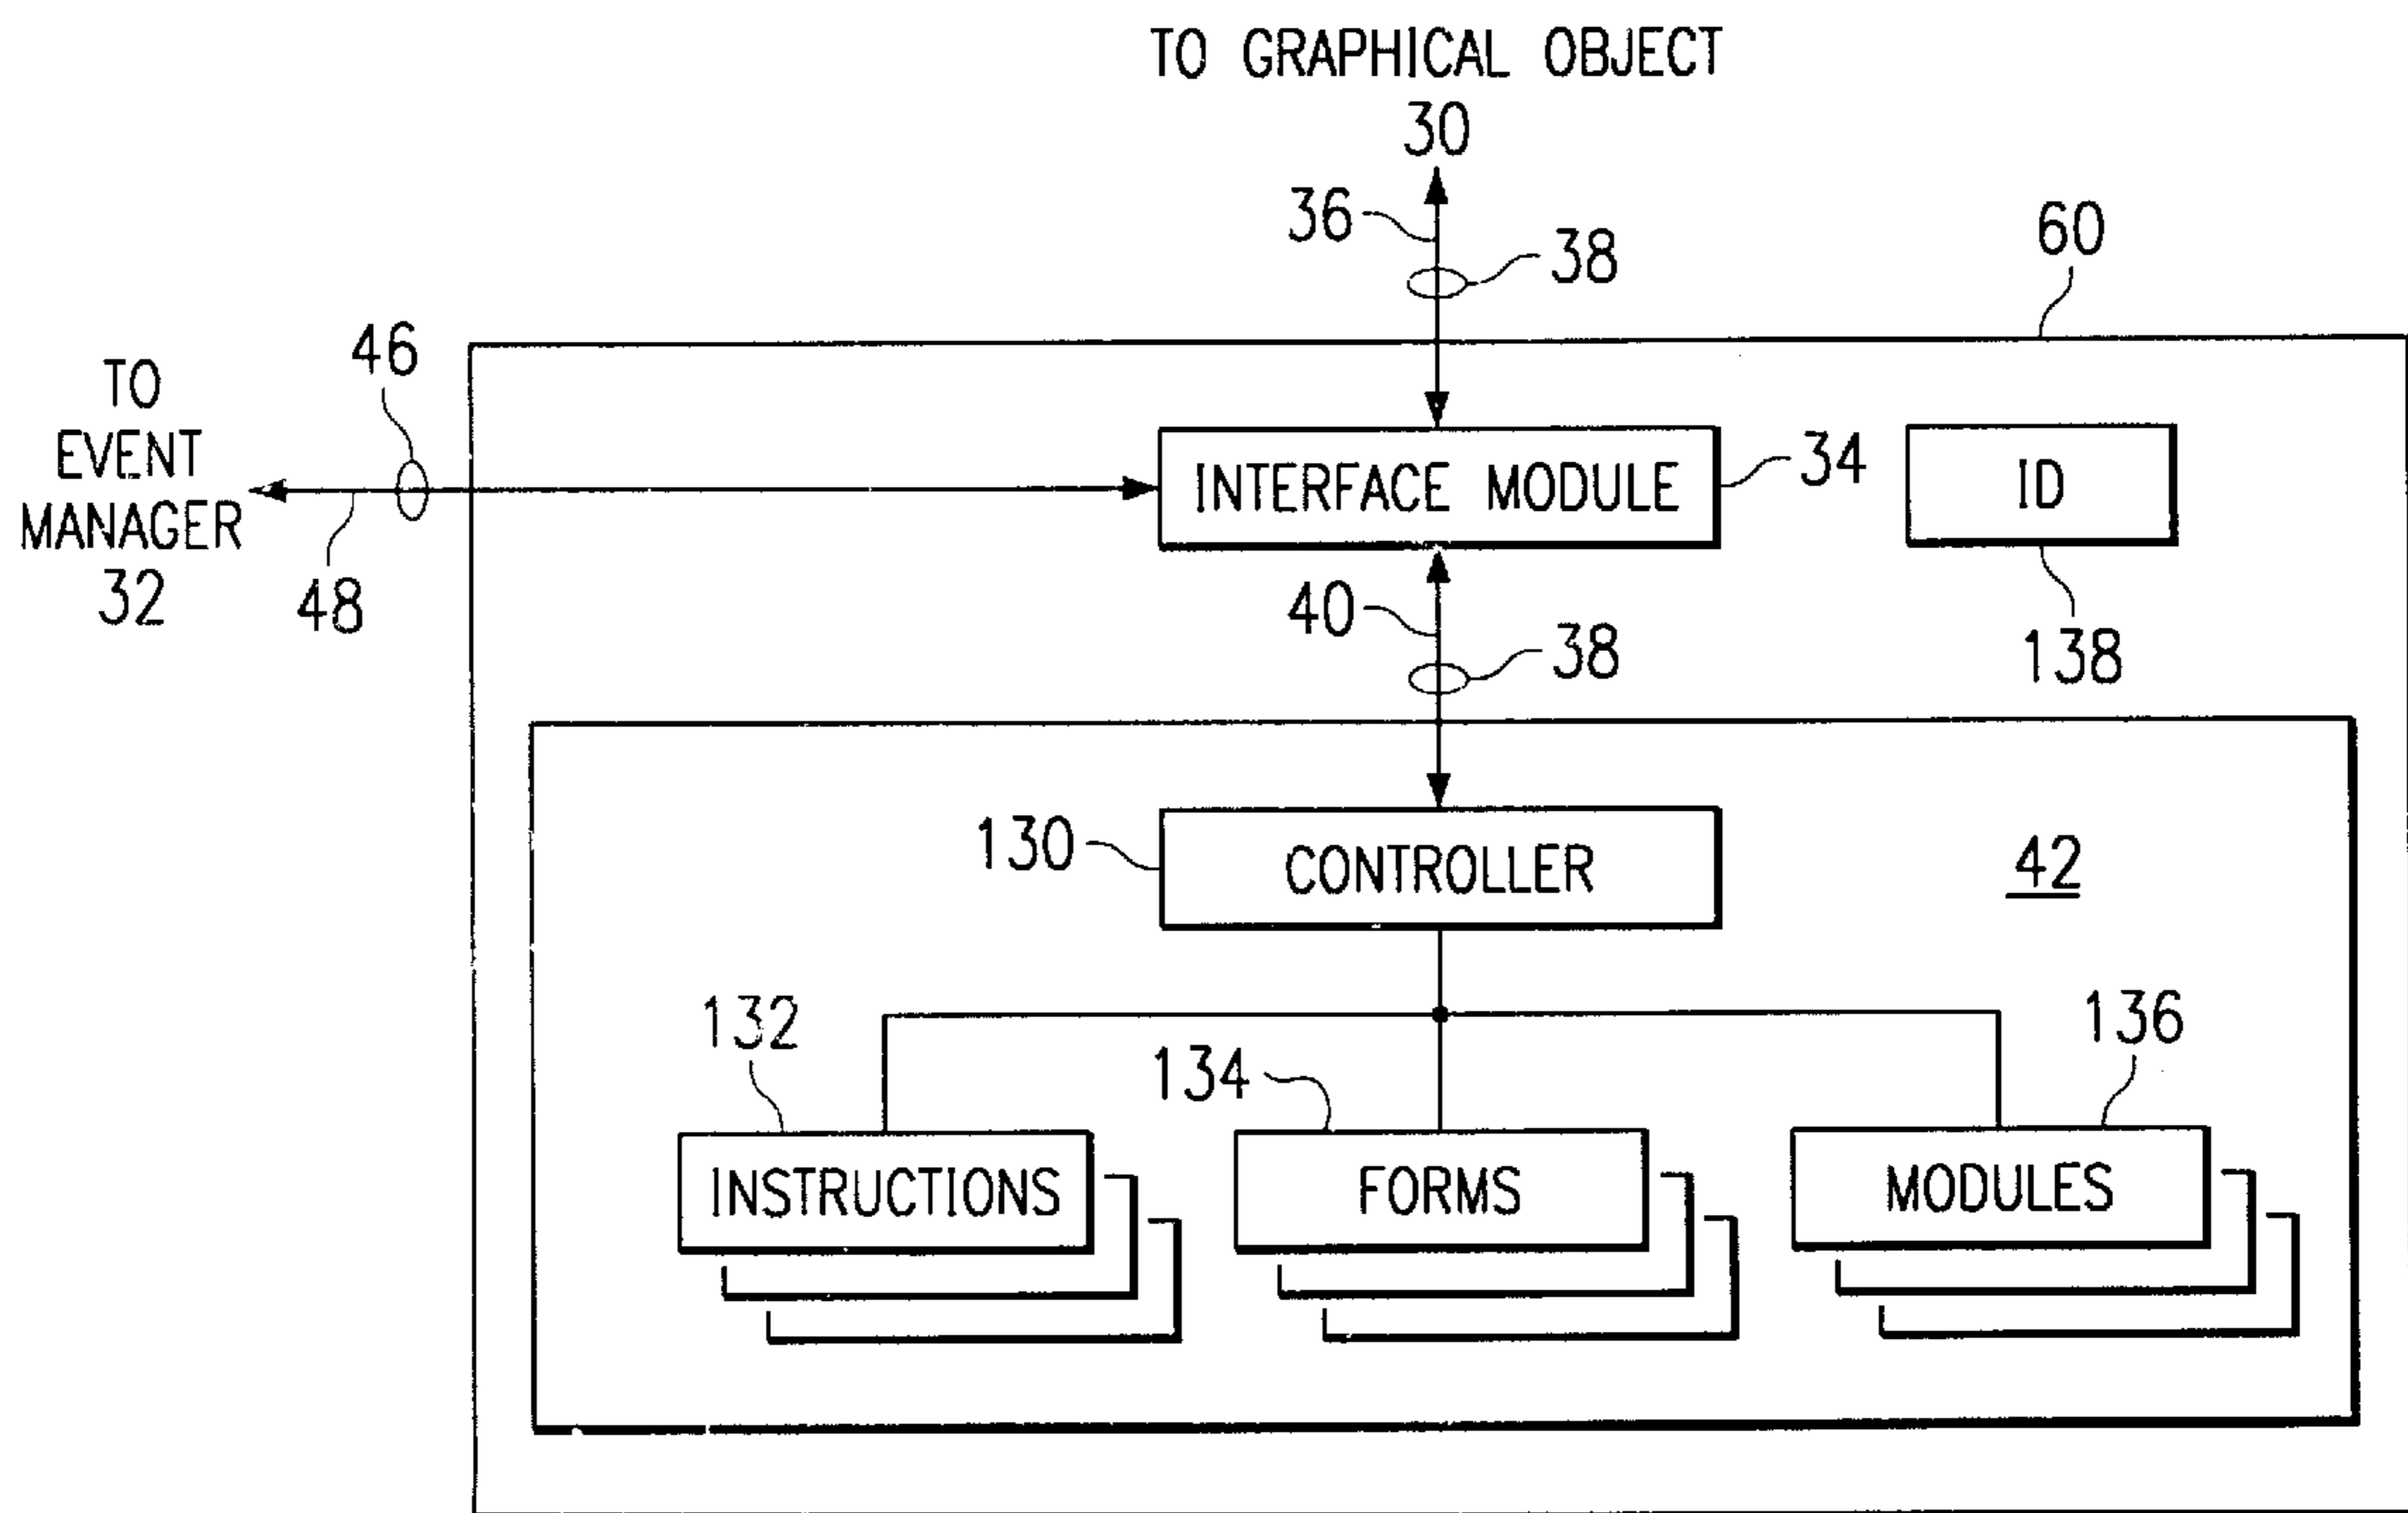 TO GRAPHICAL OBJECT
30
36
38
60
46
TO
EVENT
MANAGER
32
48
INTERFACE MODULE
34
ID
138
40
38
130
CONTROLLER
42
132
134
136
INSTRUCTIONS
FORMS
MODULES